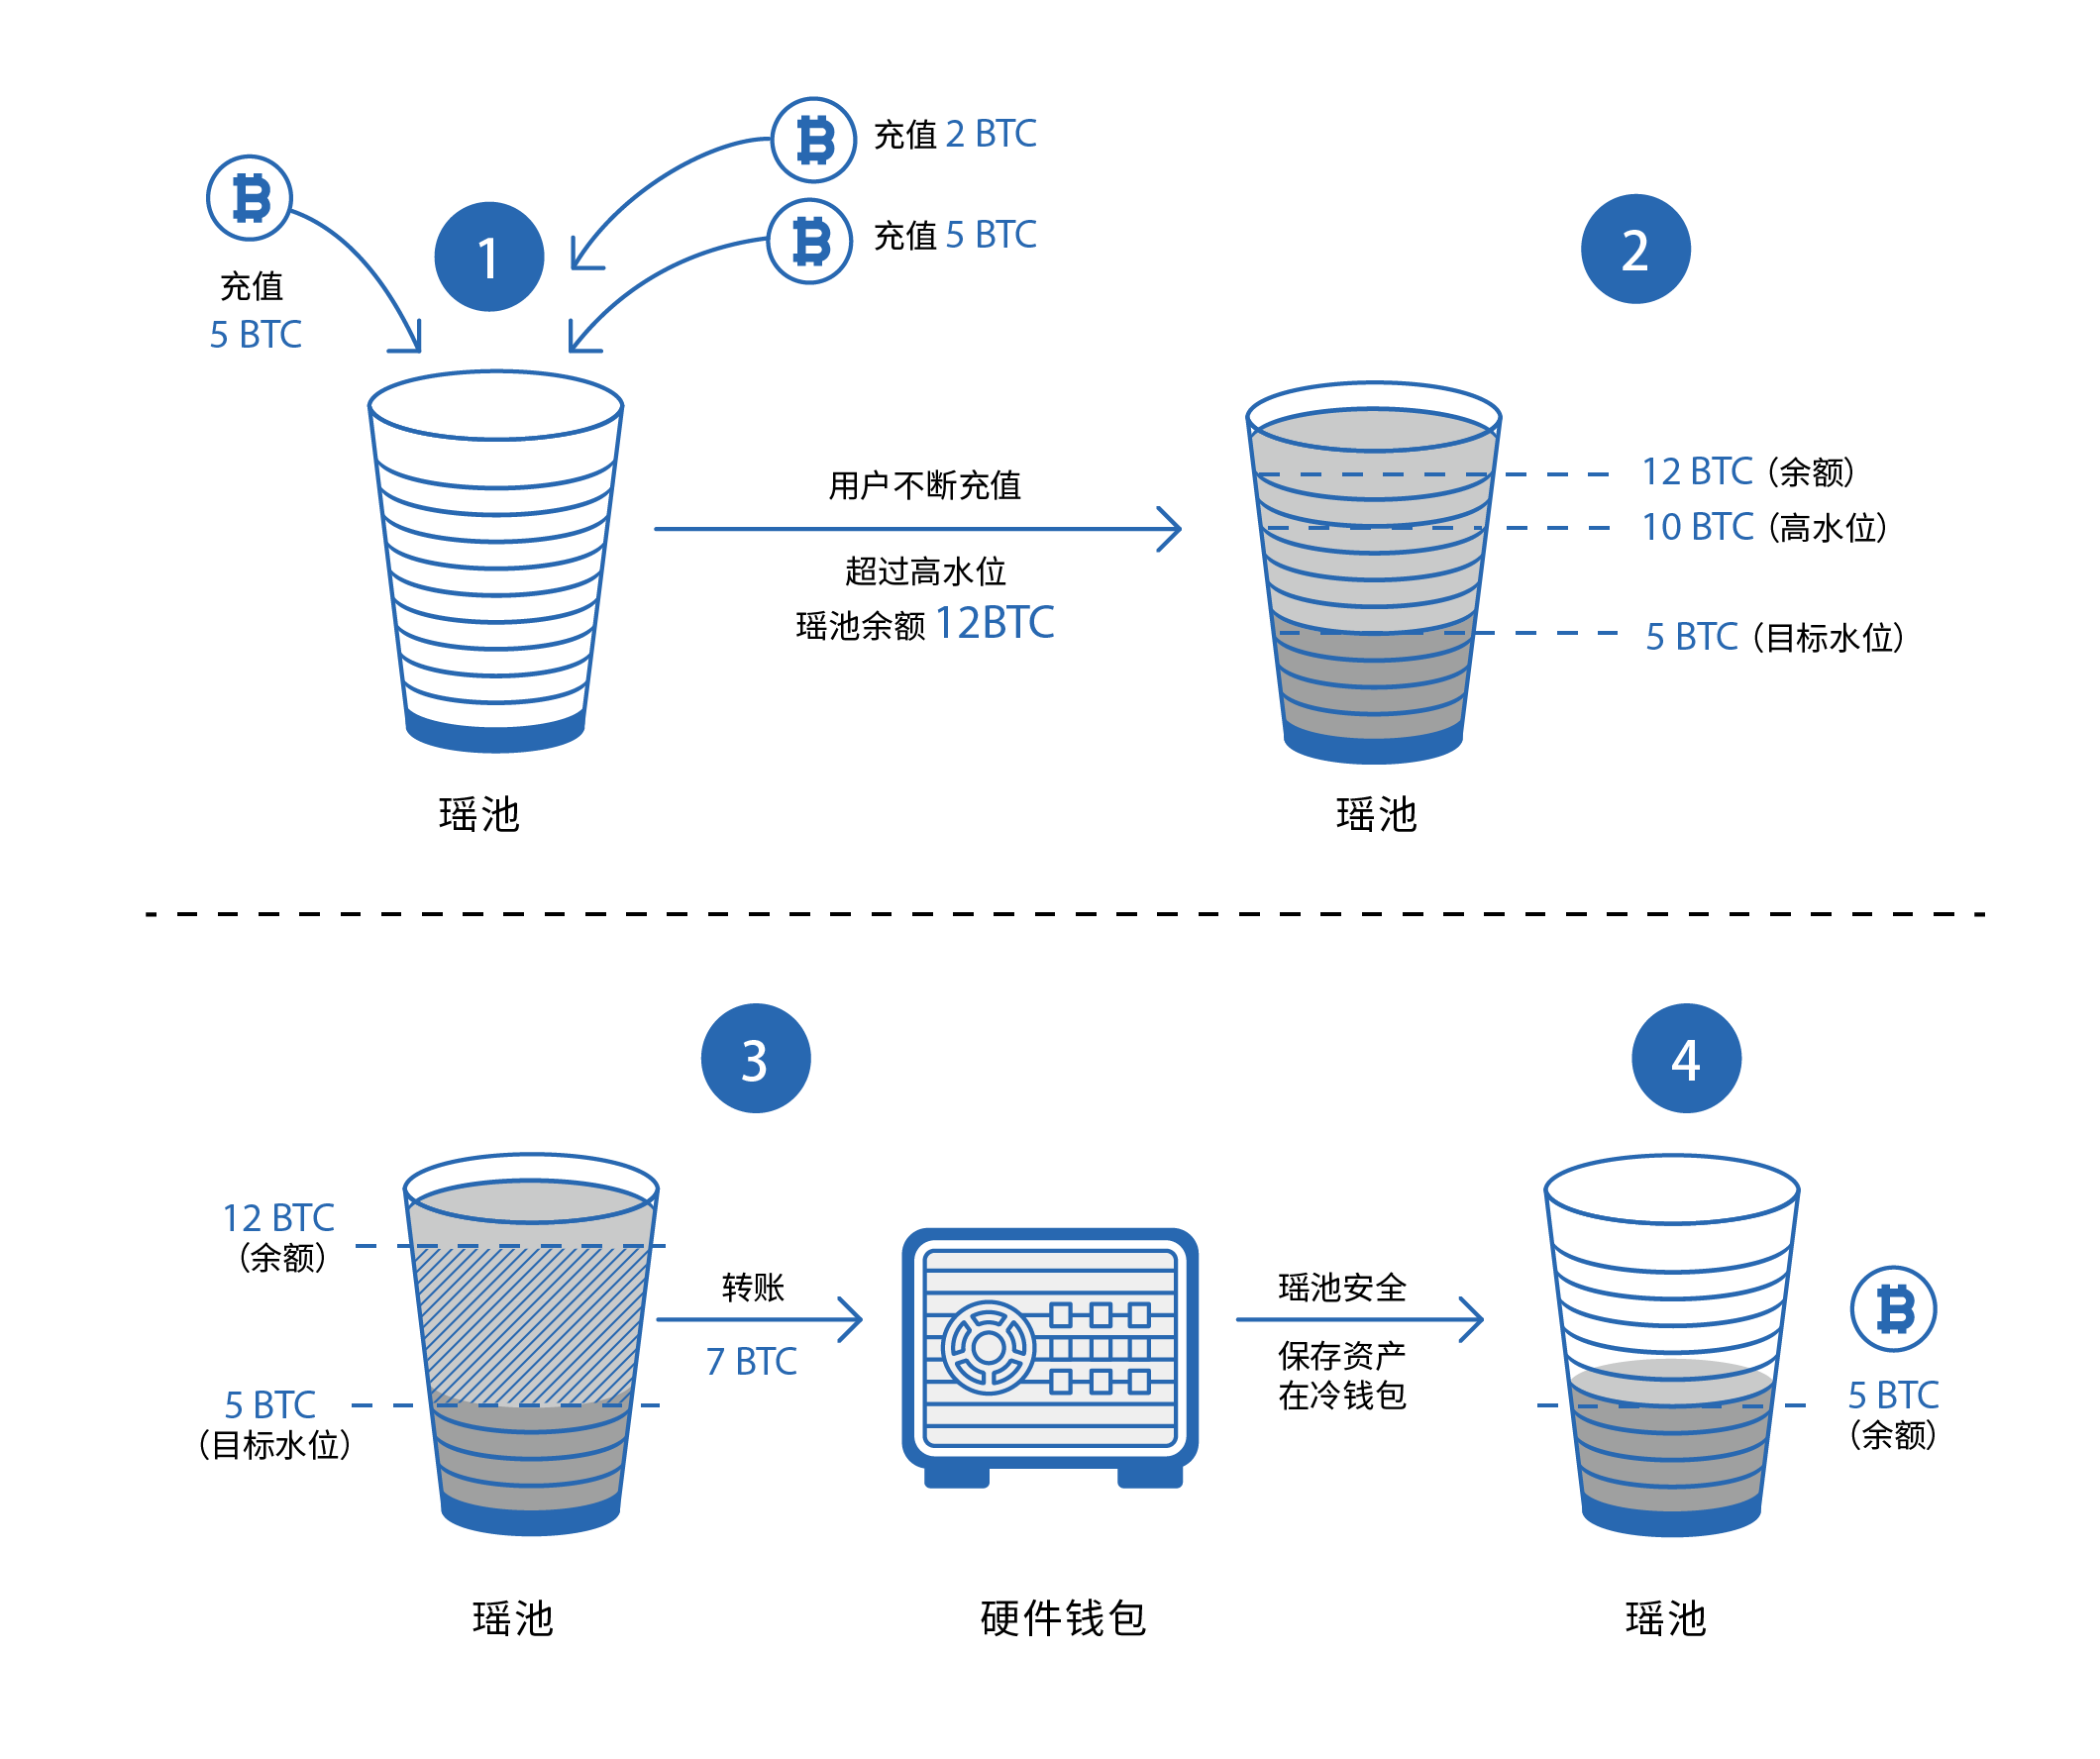 充值 2 BTC
充值 5 BTC
充值
5 BTC
1
2
用户不断充值
超过高水位
瑶池余额 12BTC
12 BTC（余额）
10 BTC（高水位）
5 BTC（目标水位）
瑶池
瑶池
3
4
12 BTC
（余额）
5 BTC
（目标水位）
转账
7 BTC
瑶池安全
保存资产
在冷钱包
5 BTC
（余额）
瑶池
硬件钱包
瑶池